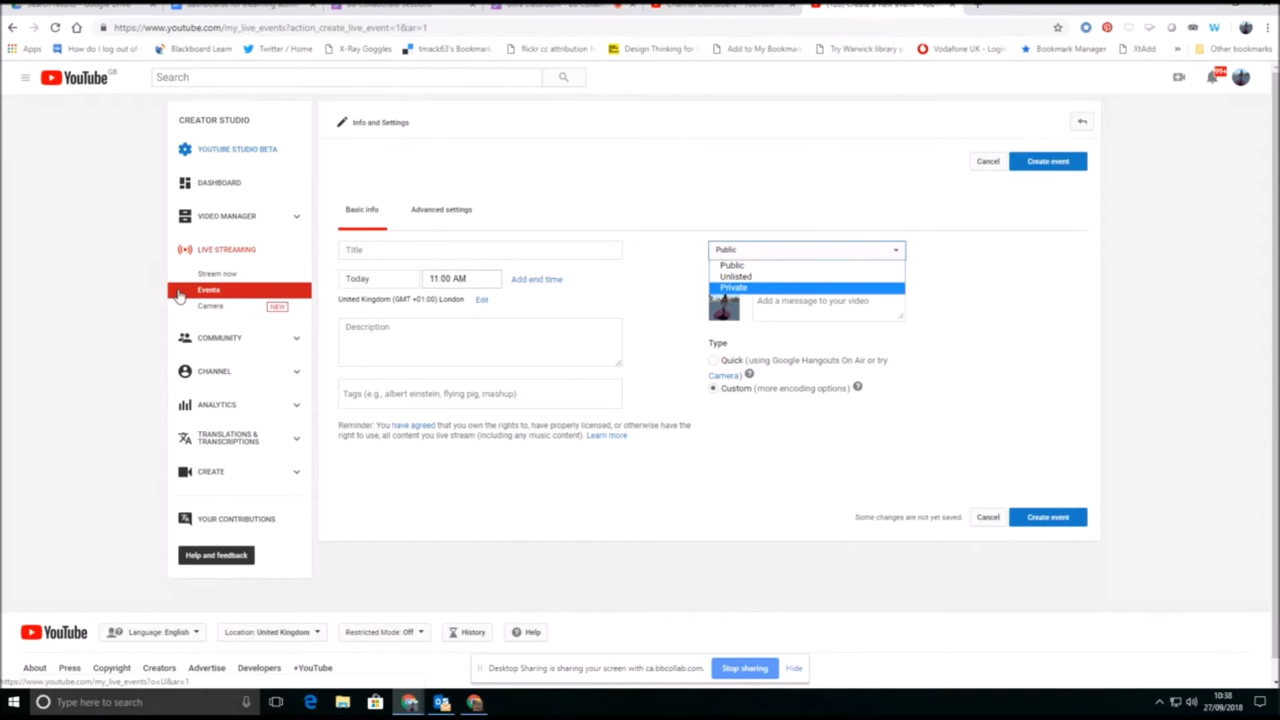 https://www.youtube.com/my_live_events?action_create_live_event=1&ar=1
Apps How do I log out of Blackboard Learn Twitter / Home X-Ray Goggles tmack63's Bookmark flickr cc attribution Design Thinking for Add to My Bookmar Try Warwick library p Vodafone UK - Login Bookmark Manager XtAdd » Other bookmarks
YouTube GB Search 99+
CREATOR STUDIO
Info and Settings
YOUTUBE STUDIO BETA
Cancel Create event
DASHBOARD
VIDEO MANAGER
Basic info Advanced settings
LIVE STREAMING
Title
Public
Public
Stream now
Unlisted
Today 11:00 AM Add end time
Private
Events
United Kingdom (GMT +01:00) London Edit
Add a message to your video
Camera NEW
Description
COMMUNITY
Type
Quick (using Google Hangouts On Air or try
Camera) ?
CHANNEL
Custom (more encoding options) ?
Tags (e.g., albert einstein, flying pig, mashup)
ANALYTICS
Reminder: You have agreed that you own the rights to, have properly licensed, or otherwise have the
right to use, all content you live stream (including any music content). Learn more
TRANSLATIONS &
TRANSCRIPTIONS
CREATE
YOUR CONTRIBUTIONS
Some changes are not yet saved. Cancel Create event
Help and feedback
YouTube Language: English Location: United Kingdom Restricted Mode: Off History Help
About Press Copyright Creators Advertise Developers +YouTube
Desktop Sharing is sharing your screen with ca.bbcollab.com. Stop sharing Hide
https://www.youtube.com/my_live_events?o=U&ar=1
Type here to search
10:38
27/09/2018